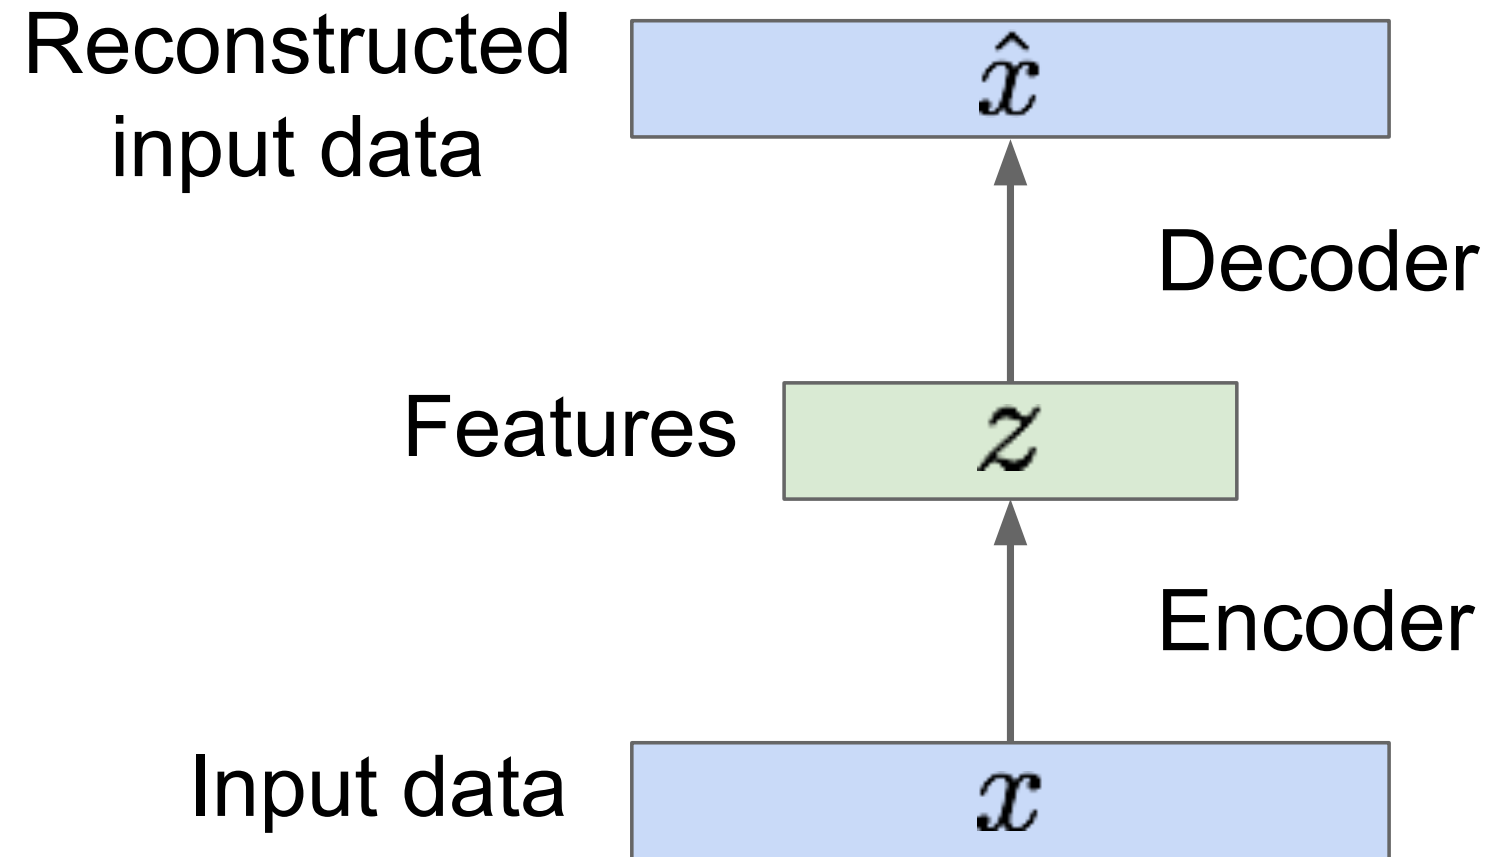 Reconstructed
input data
x̂
Decoder
Features
z
Encoder
Input data
x